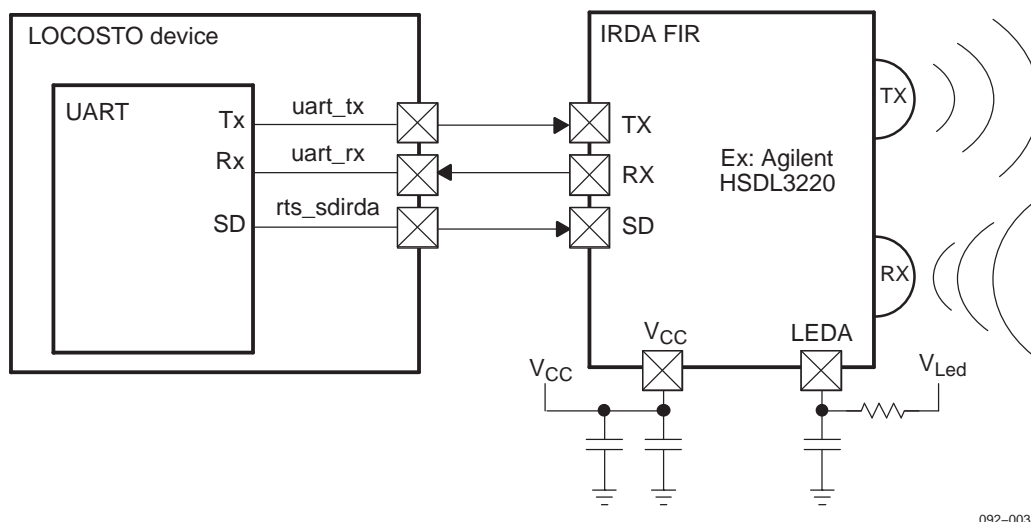 LOCOSTO device
UART
Tx
uart_tx
Rx
uart_rx
SD
rts_sdirda
IRDA FIR
TX
RX
SD
Ex: Agilent
HSDL3220
TX
RX
VCC
LEDA
VCC
VLed
092-003